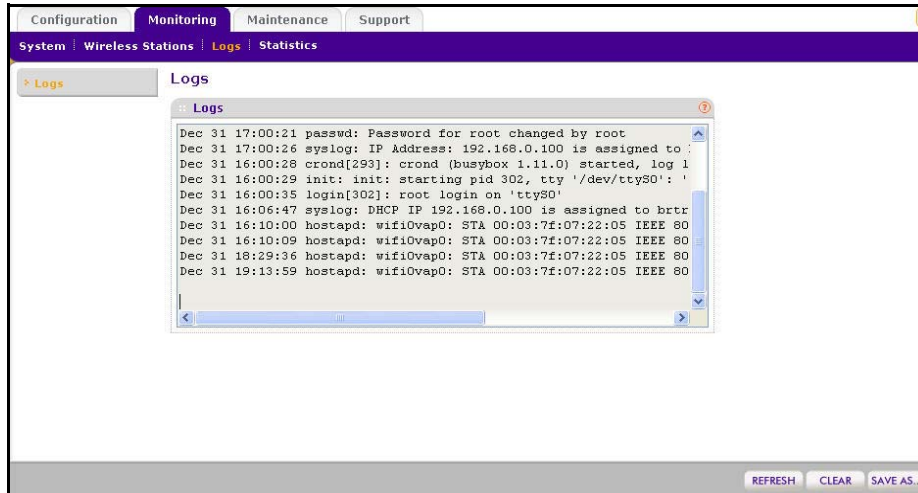 Configuration Monitoring Maintenance Support
System Wireless Stations Logs Statistics
> Logs
Logs
:: Logs ?
Dec 31 17:00:21 passwd: Password for root changed by root
Dec 31 17:00:26 syslog: IP Address: 192.168.0.100 is assigned to
Dec 31 16:00:28 crond[293]: crond (busybox 1.11.0) started, log l
Dec 31 16:00:29 init: init: starting pid 302, tty '/dev/ttyS0': '
Dec 31 16:00:35 login[302]: root login on 'ttyS0'
Dec 31 16:06:47 syslog: DHCP IP 192.168.0.100 is assigned to brtr
Dec 31 16:10:00 hostapd: wifi0vap0: STA 00:03:7f:07:22:05 IEEE 80
Dec 31 16:10:09 hostapd: wifi0vap0: STA 00:03:7f:07:22:05 IEEE 80
Dec 31 18:29:36 hostapd: wifi0vap0: STA 00:03:7f:07:22:05 IEEE 80
Dec 31 19:13:59 hostapd: wifi0vap0: STA 00:03:7f:07:22:05 IEEE 80
REFRESH CLEAR SAVE AS..